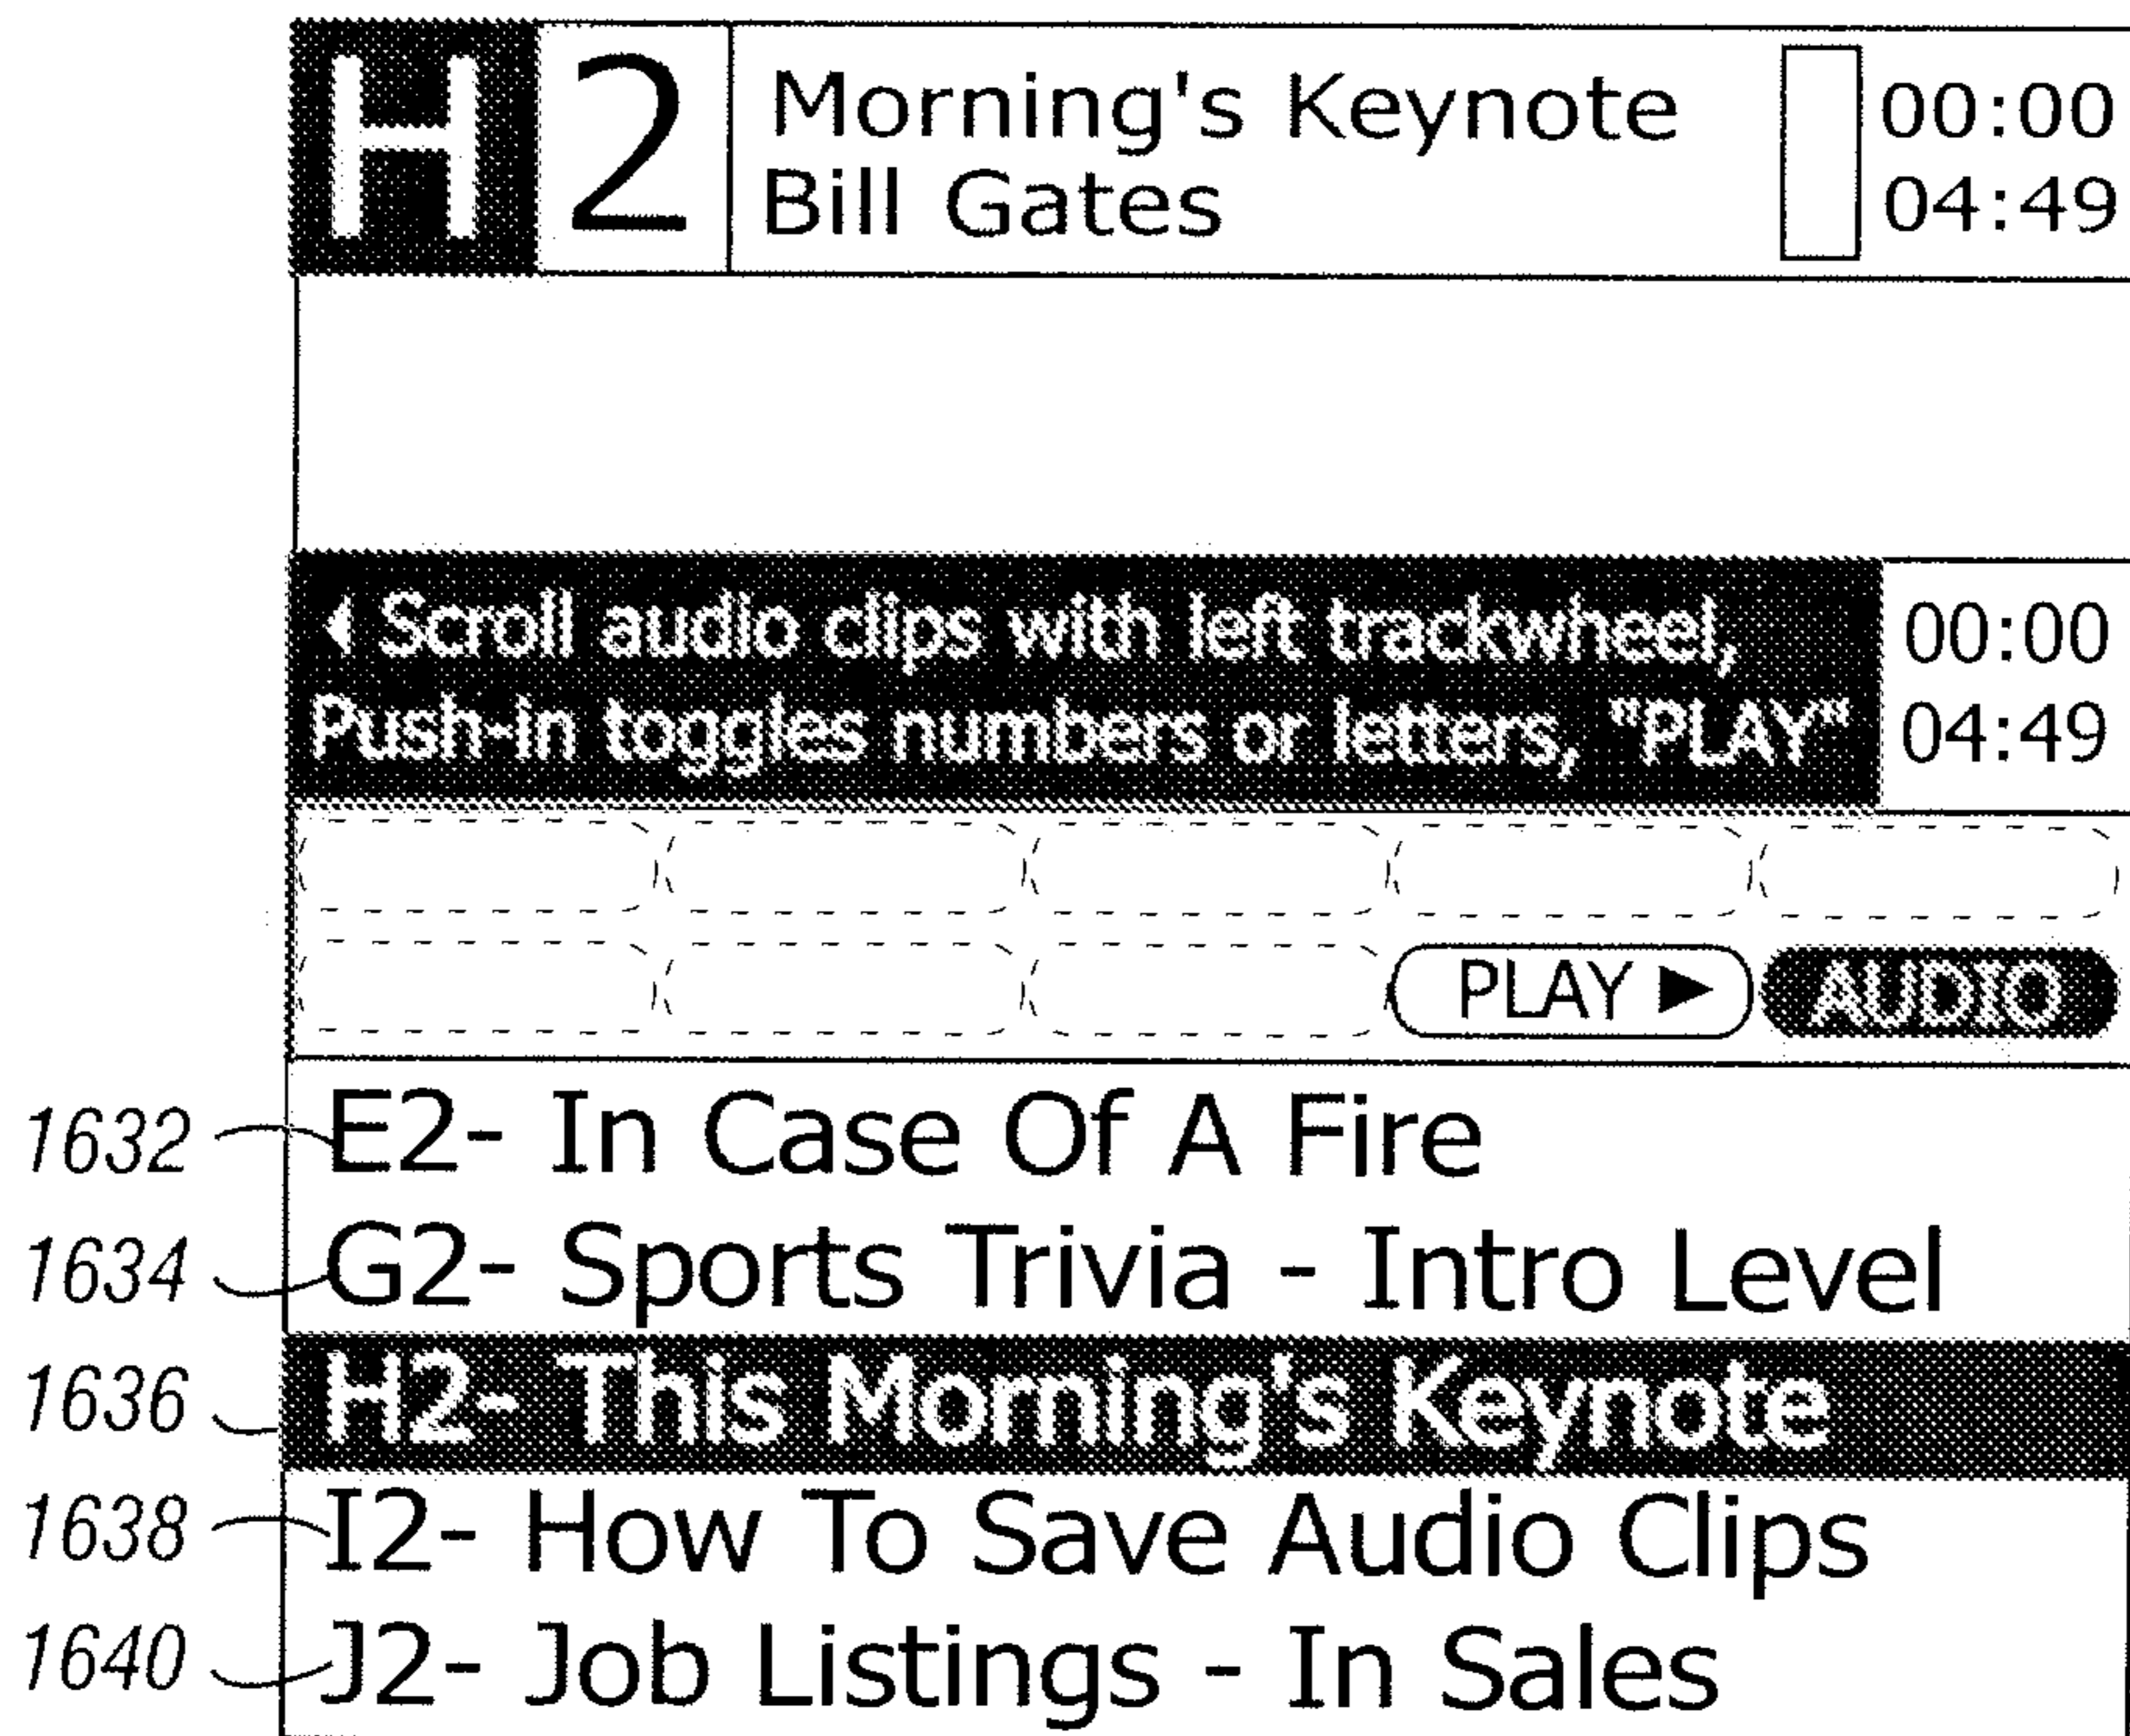 H 2 Morning's Keynote 00:00
Bill Gates 04:49
◀ Scroll audio clips with left trackwheel, 00:00
Push-in toggles numbers or letters, "PLAY" 04:49
PLAY ▶ AUDIO
1632 E2- In Case Of A Fire
1634 G2- Sports Trivia - Intro Level
1636 H2- This Morning's Keynote
1638 I2- How To Save Audio Clips
1640 J2- Job Listings - In Sales